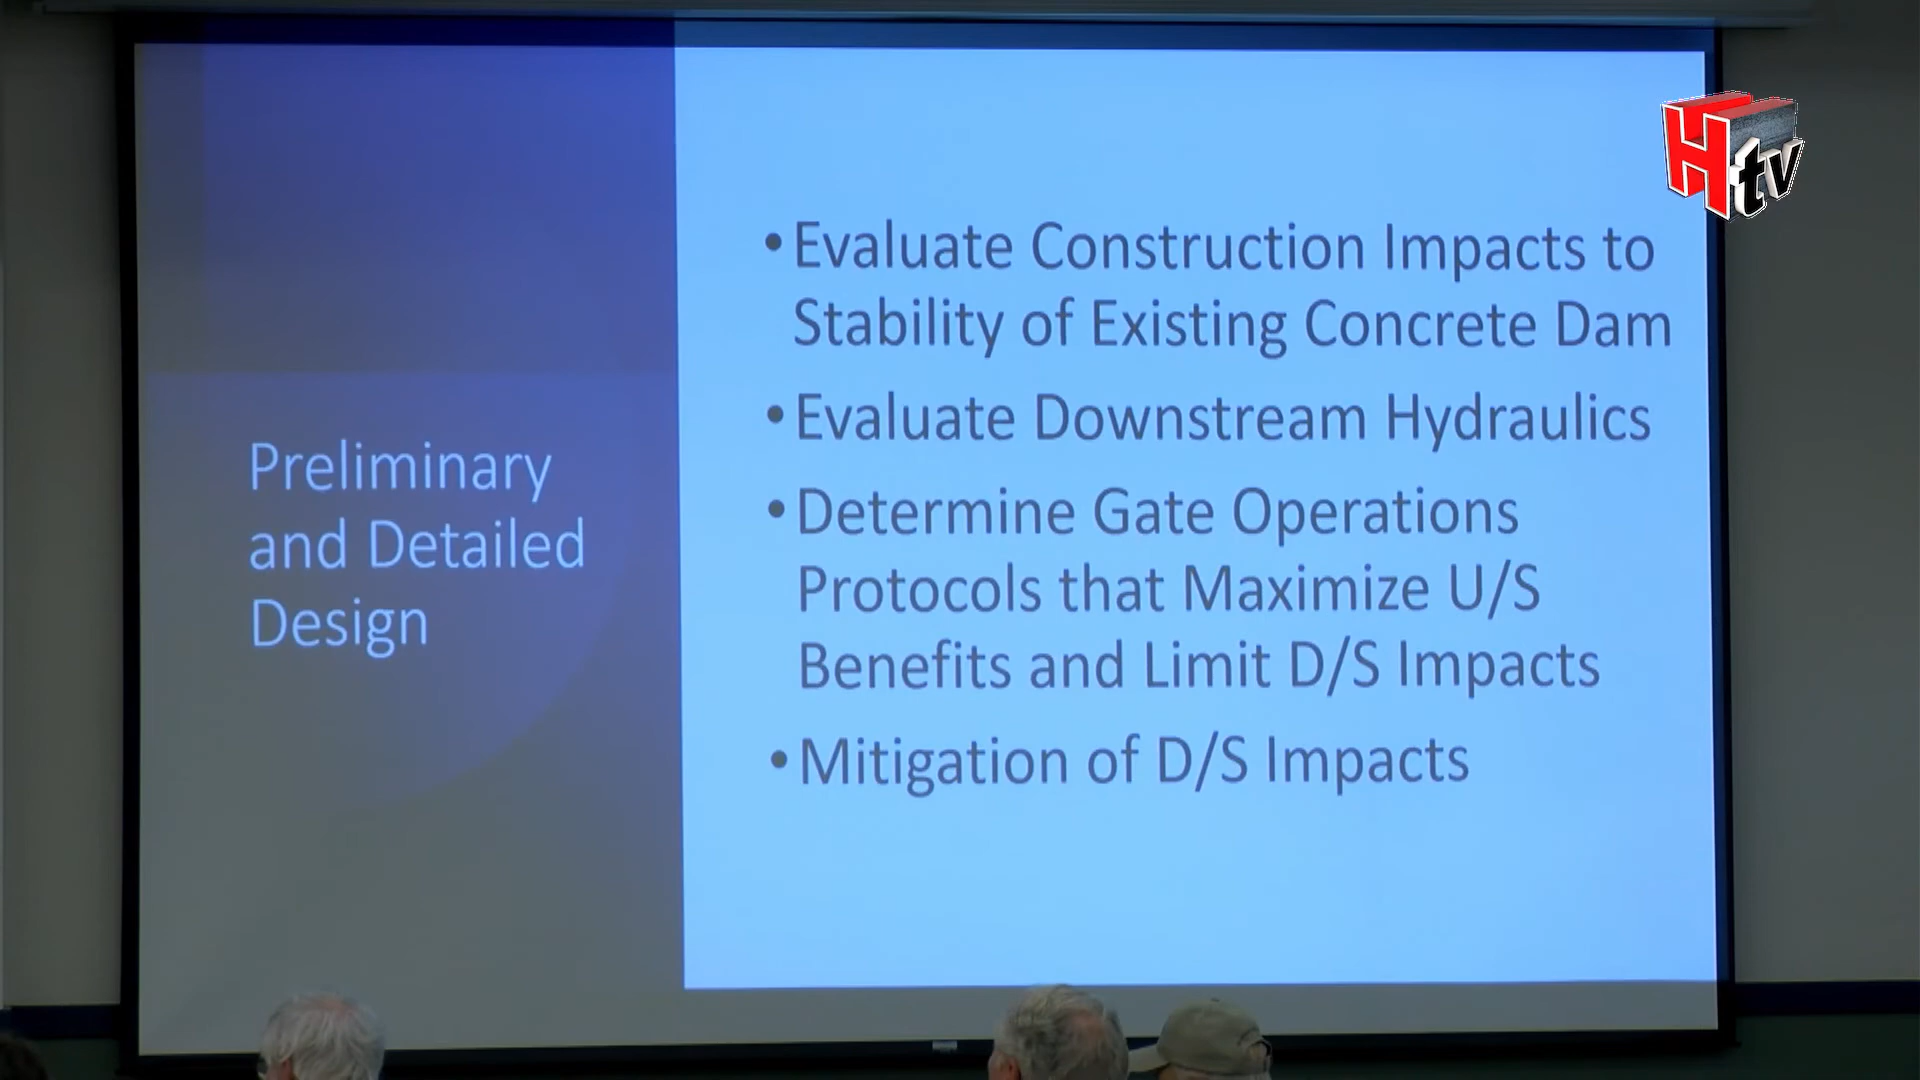 Preliminary
and Detailed
Design
• Evaluate Construction Impacts to
Stability of Existing Concrete Dam
• Evaluate Downstream Hydraulics
• Determine Gate Operations
Protocols that Maximize U/S
Benefits and Limit D/S Impacts
• Mitigation of D/S Impacts
Htv